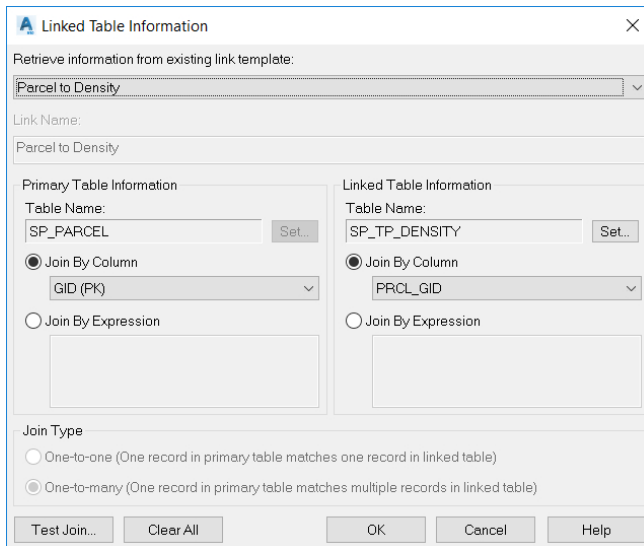 Linked Table Information
Retrieve information from existing link template:
Parcel to Density
Link Name:
Parcel to Density
Primary Table Information
Table Name:
SP_PARCEL
Set...
Join By Column
GID (PK)
Join By Expression
Linked Table Information
Table Name:
SP_TP_DENSITY
Set...
Join By Column
PRCL_GID
Join By Expression
Join Type
One-to-one (One record in primary table matches one record in linked table)
One-to-many (One record in primary table matches multiple records in linked table)
Test Join... Clear All OK Cancel Help